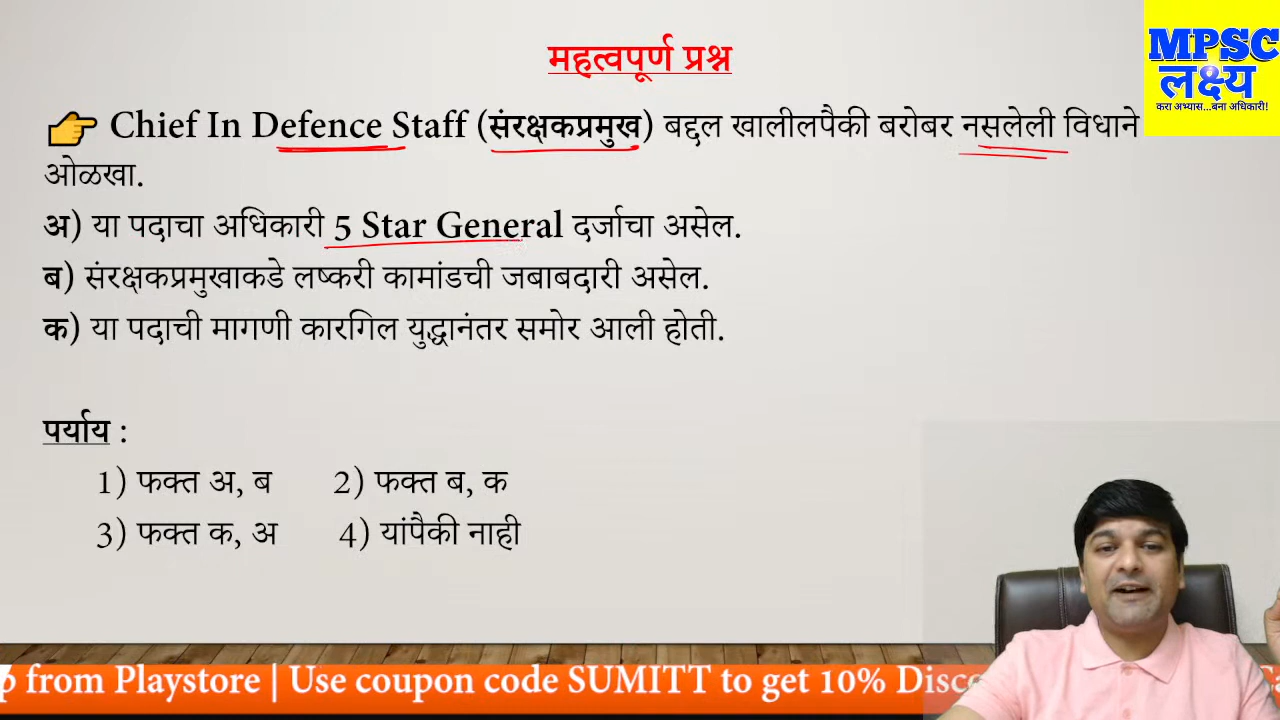 महत्वपूर्ण प्रश्न
MPSC
लक्ष्य
करा अभ्यास...बना अधिकारी!
Chief In Defence Staff (संरक्षकप्रमुख) बद्दल खालीलपैकी बरोबर नसलेली विधाने
ओळखा.
अ) या पदाचा अधिकारी 5 Star General दर्जाचा असेल.
ब) संरक्षकप्रमुखाकडे लष्करी कामांडची जबाबदारी असेल.
क) या पदाची मागणी कारगिल युद्धानंतर समोर आली होती.
पर्याय :
1) फक्त अ, ब 2) फक्त ब, क
3) फक्त क, अ 4) यांपैकी नाही
from Playstore | Use coupon code SUMITT to get 10%